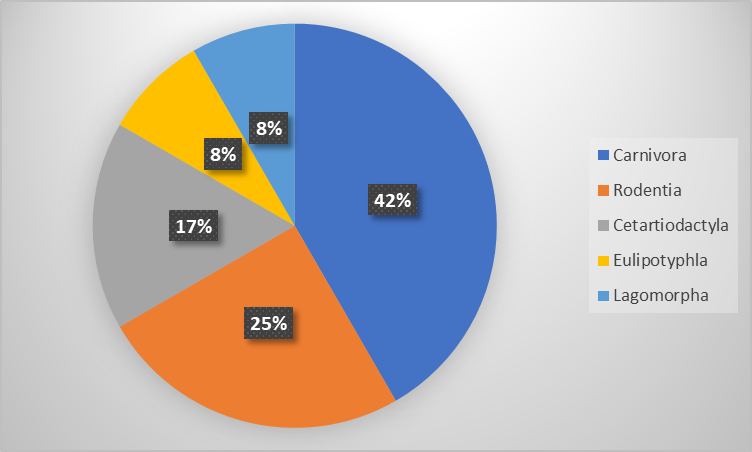 8%
8%
42%
17%
25%
Carnivora
Rodentia
Cetartiodactyla
Eulipotyphla
Lagomorpha